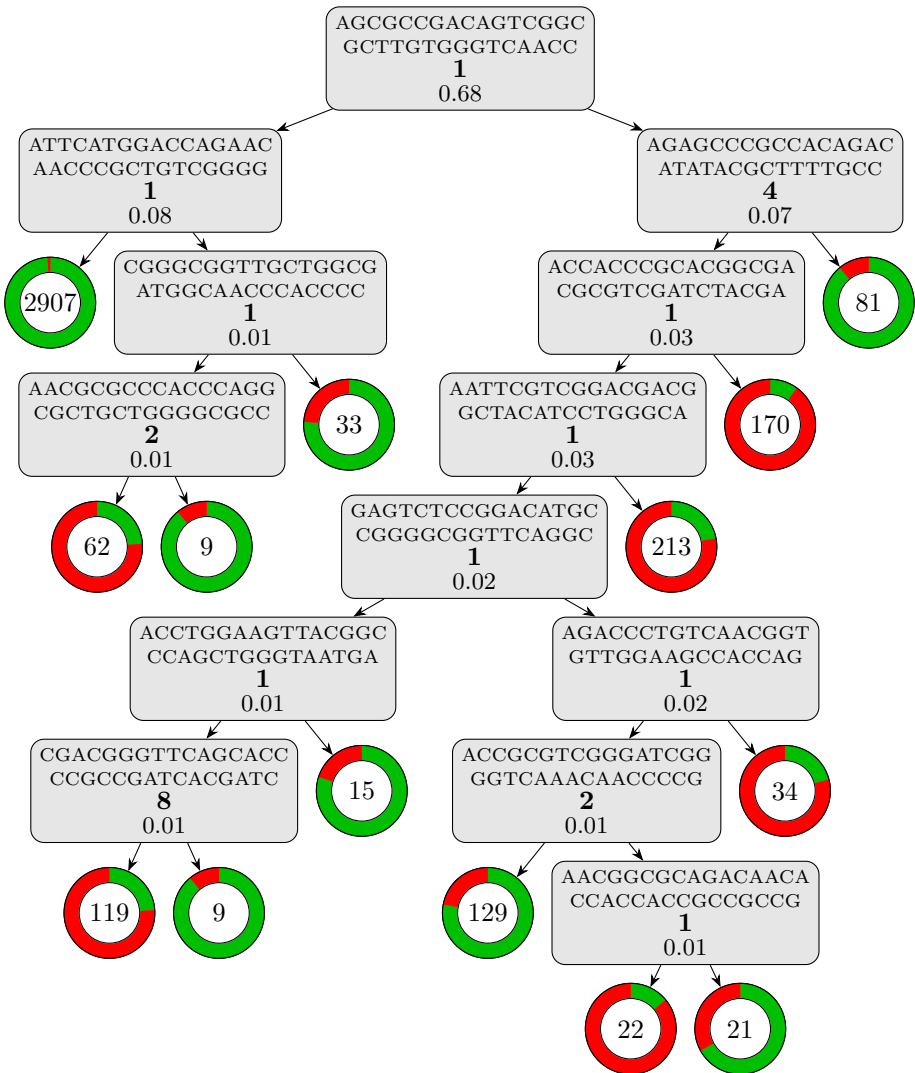 AGCGCCGACAGTCGGC
GCTTGTGGGTCAACC
1
0.68
ATTCATGGACCAGAAC
AACCCGCTGTCGGGG
1
0.08
AGAGCCCGCCACAGAC
ATATACGCTTTTGCC
4
0.07
2907
CGGGCGGTTGCTGGCG
ATGGCAACCCACCCC
1
0.01
ACCACCCGCACGGCGA
CGCGTCGATCTACGA
1
0.03
81
AACGCGCCCACCCAGG
CGCTGCTGGGGCGCC
2
0.01
33
AATTCGTCGGACGACG
GCTACATCCTGGGCA
1
0.03
170
62
9
GAGTCTCCGGACATGC
CGGGGCGGTTCAGGC
1
0.02
213
ACCTGGAAGTTACGGC
CCAGCTGGGTAATGA
1
0.01
AGACCCTGTCAACGGT
GTTGGAAGCCACCAG
1
0.02
CGACGGGTTCAGCACC
CCGCCGATCACGATC
8
0.01
15
ACCGCGTCGGGATCGG
GGTCAAACAACCCCG
2
0.01
34
119
9
129
AACGGCGCAGACAACA
CCACCACCGCCGCCG
1
0.01
22
21